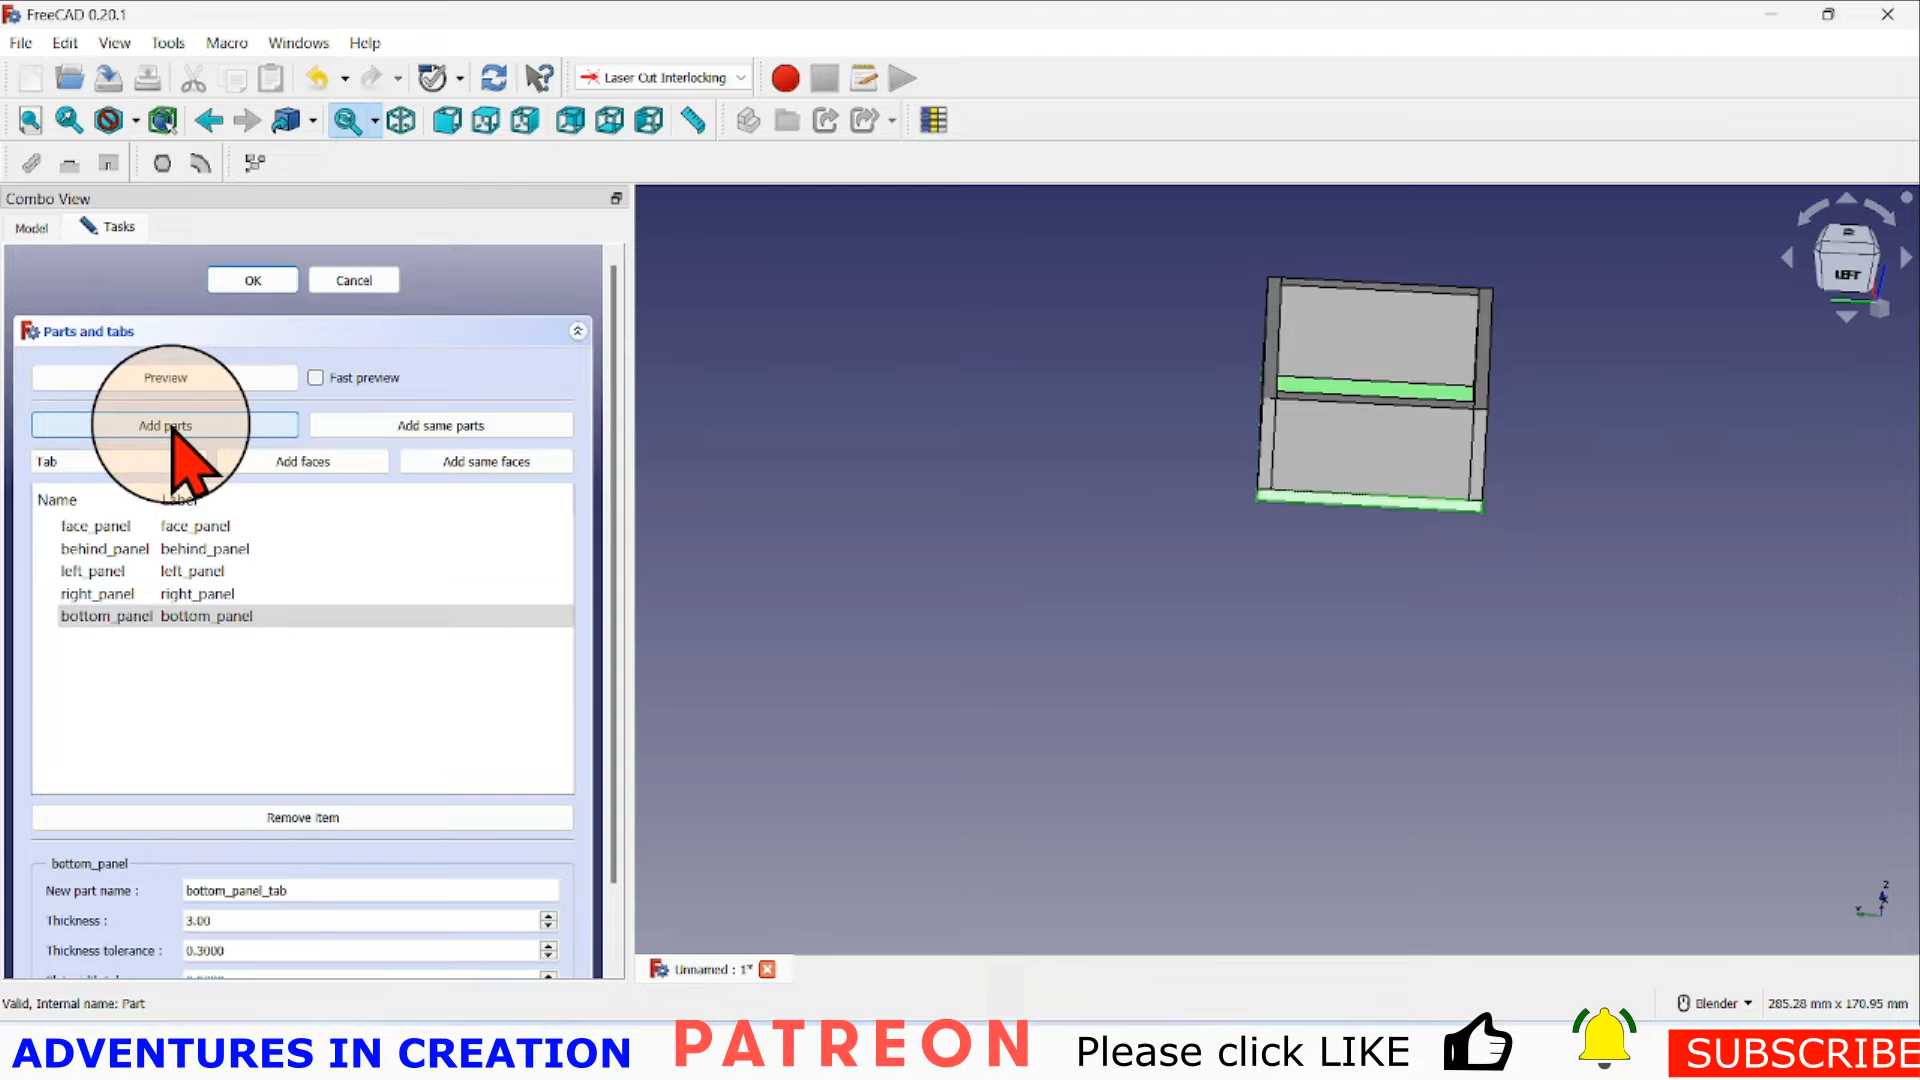 FreeCAD 0.20.1
File Edit View Tools Macro Windows Help
Laser Cut Interlocking
Combo View
Model Tasks
OK Cancel
Parts and tabs
Preview Fast preview
Add parts Add same parts
Tab Add faces Add same faces
Name Label
face_panel face_panel
behind_panel behind_panel
left_panel left_panel
right_panel right_panel
bottom_panel bottom_panel
Remove item
bottom_panel
New part name : bottom_panel_tab
Thickness : 3.00
Thickness tolerance : 0.3000
LEFT
Z
Y
Unnamed : 1*
Valid, Internal name: Part
Blender 285.28 mm x 170.95 mm
ADVENTURES IN CREATION PATREON Please click LIKE SUBSCRIBE